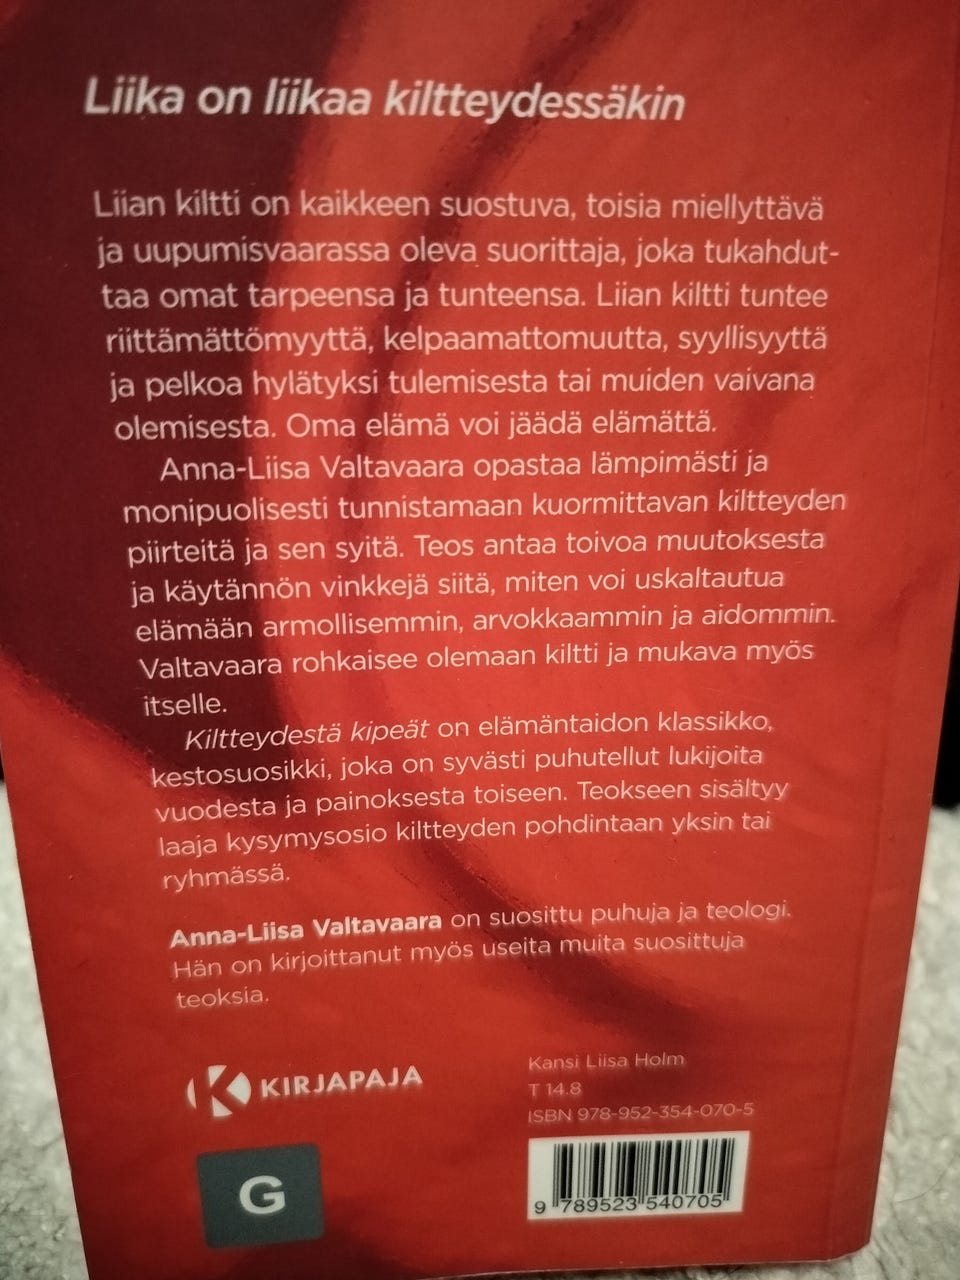 Liika on liikaa kiltteydessäkin
Liian kiltti on kaikkeen suostuva, toisia miellyttävä
ja uupumisvaarassa oleva suorittaja, joka tukahdut-
taa omat tarpeensa ja tunteensa. Liian kiltti tuntee
riittämättömyyttä, kelpaamattomuutta, syyllisyyttä
ja pelkoa hylätyksi tulemisesta tai muiden vaivana
olemisesta. Oma elämä voi jäädä elämättä.
Anna-Liisa Valtavaara opastaa lämpimästi ja
monipuolisesti tunnistamaan kuormittavan kiltteyden
piirteitä ja sen syitä. Teos antaa toivoa muutoksesta
ja käytännön vinkkejä siitä, miten voi uskaltautua
elämään armollisemmin, arvokkaammin ja aidommin.
Valtavaara rohkaisee olemaan kiltti ja mukava myös
itselle.
Kiltteydestä kipeät on elämäntaidon klassikko,
kestosuosikki, joka on syvästi puhutellut lukijoita
vuodesta ja painoksesta toiseen. Teokseen sisältyy
laaja kysymysosio kiltteyden pohdintaan yksin tai
ryhmässä.
Anna-Liisa Valtavaara on suosittu puhuja ja teologi.
Hän on kirjoittanut myös useita muita suosittuja
teoksia.
K KIRJAPAJA
Kansi Liisa Holm
T 14.8
ISBN 978-952-354-070-5
G
9 789523 540705